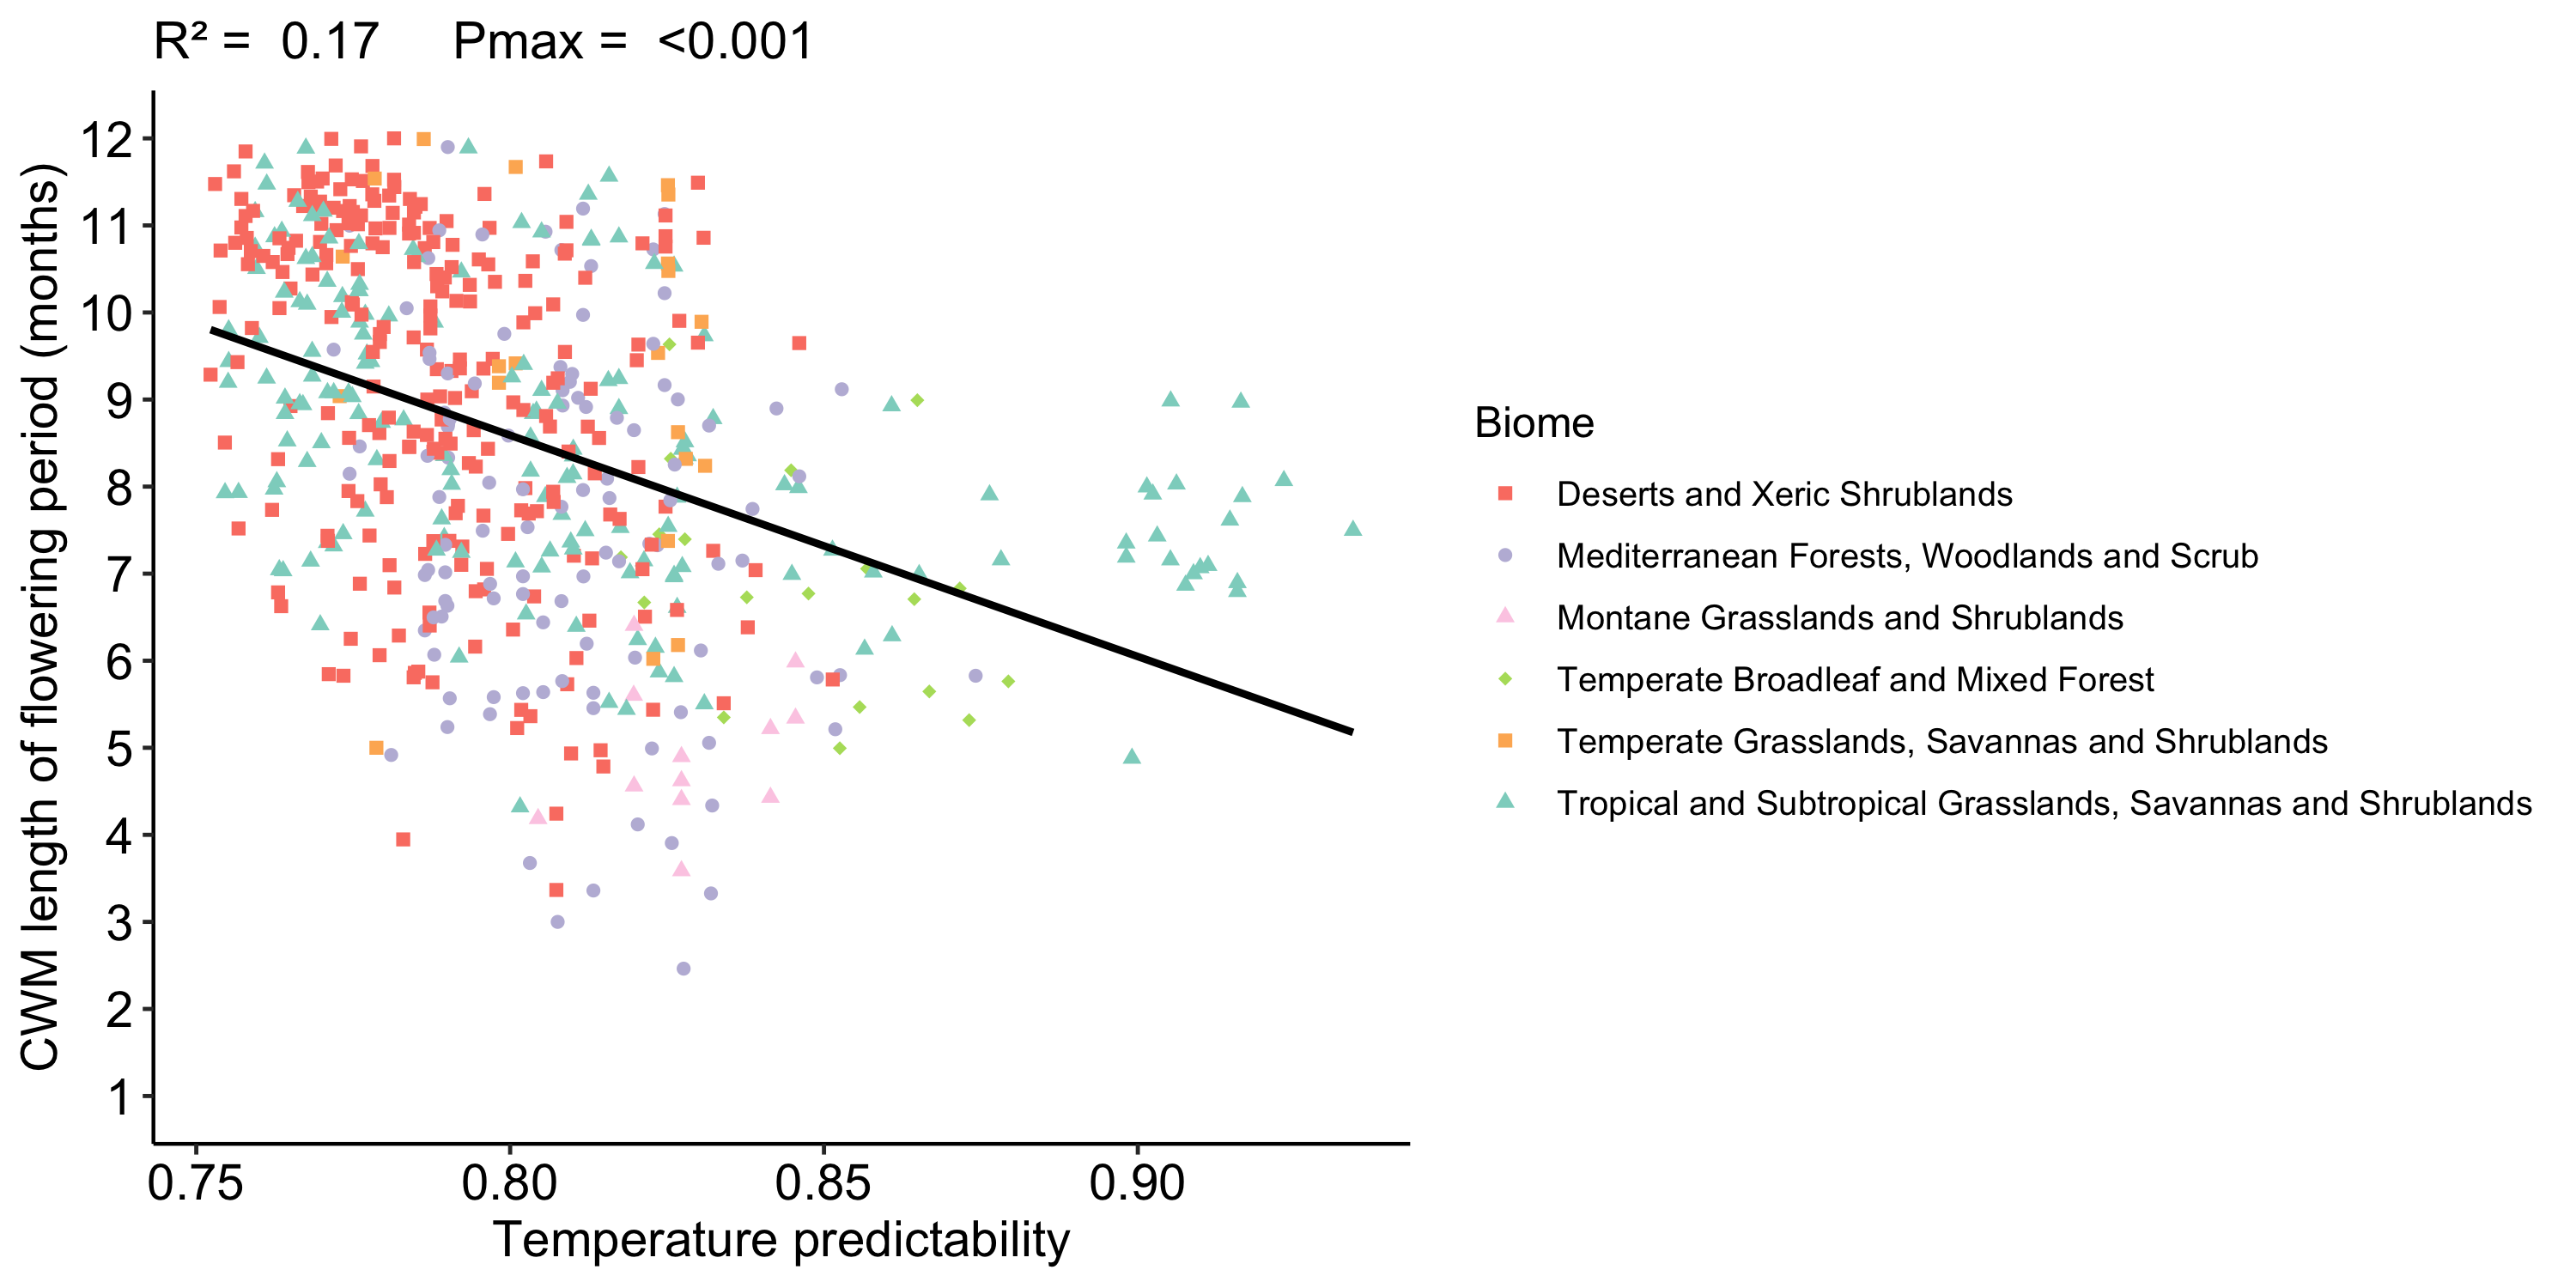 R² =  0.17     Pmax =  <0.001
CWM length of flowering period (months)
12
11
10
9
8
7
6
5
4
3
2
1
0.75 0.80 0.85 0.90
Temperature predictability
Biome
Deserts and Xeric Shrublands
Mediterranean Forests, Woodlands and Scrub
Montane Grasslands and Shrublands
Temperate Broadleaf and Mixed Forest
Temperate Grasslands, Savannas and Shrublands
Tropical and Subtropical Grasslands, Savannas and Shrublands